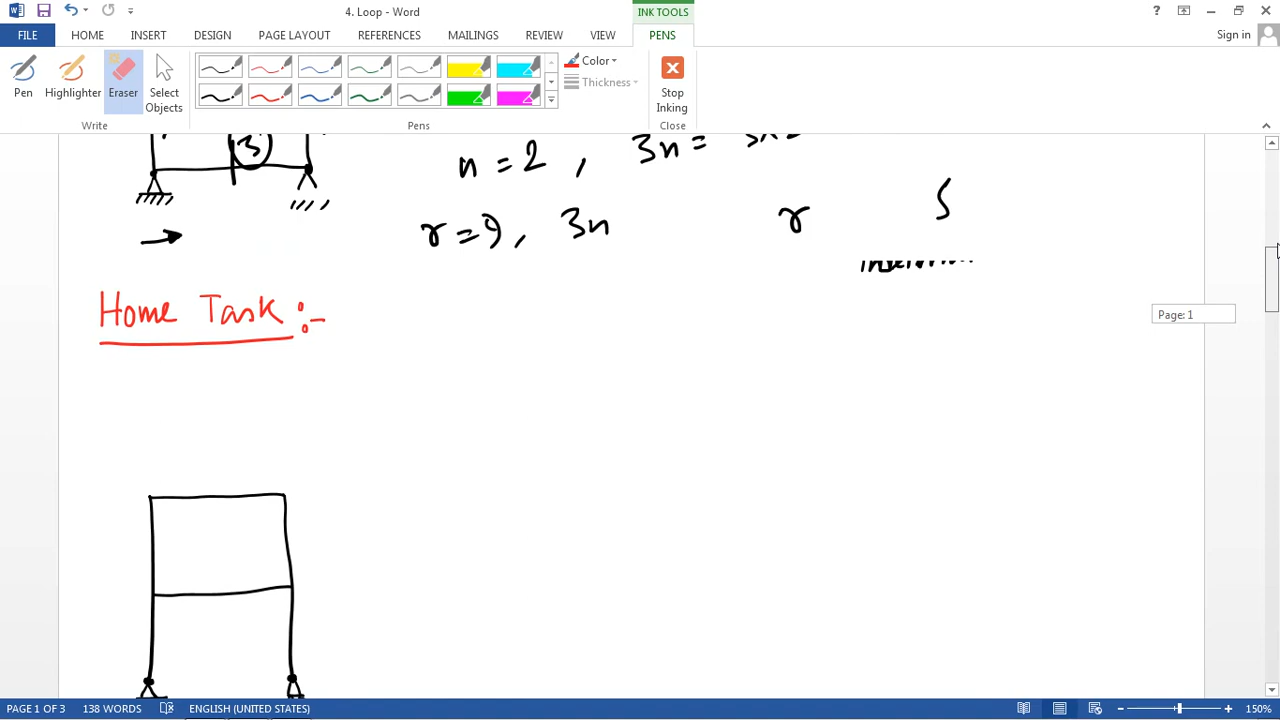 4. Loop - Word
INK TOOLS
?
FILE HOME INSERT DESIGN PAGE LAYOUT REFERENCES MAILINGS REVIEW VIEW PENS Sign in
Pen Highlighter Eraser Select Objects Color Thickness Stop Inking
Write Pens Close
3
n = 2 , 3n =
r = 9, 3n r
Home Task :-
Page: 1
PAGE 1 OF 3 138 WORDS ENGLISH (UNITED STATES) 150%